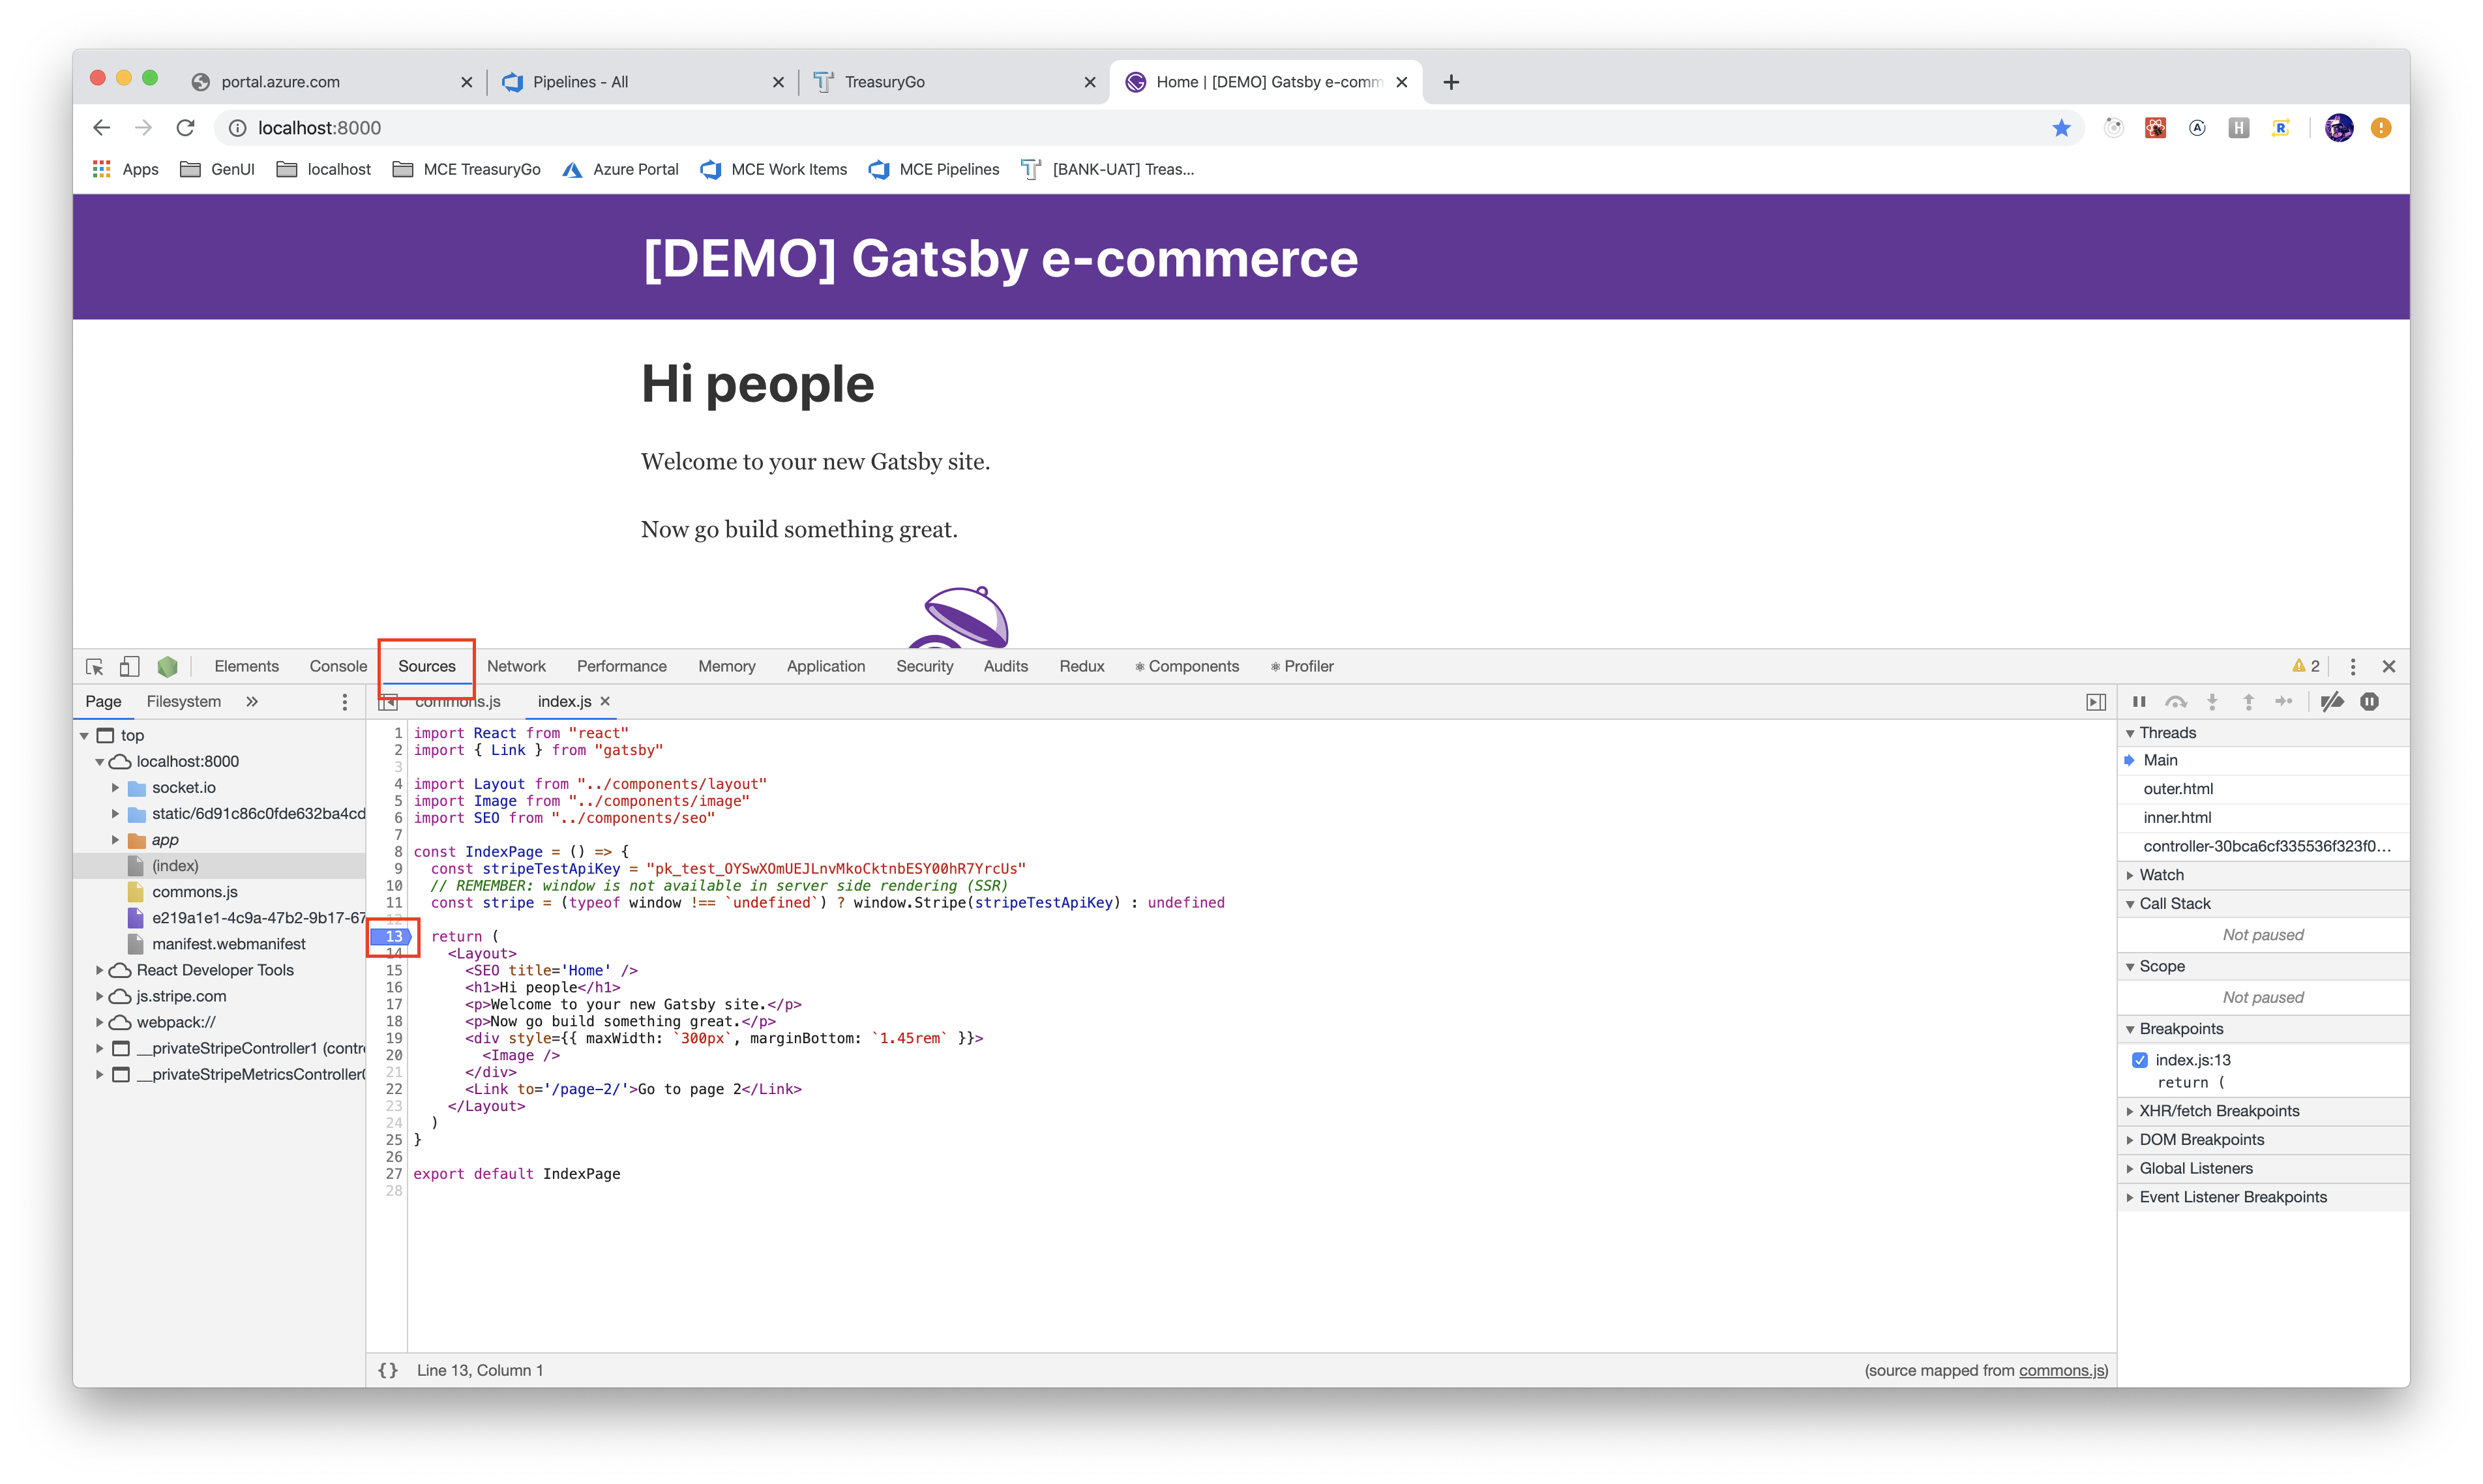 portal.azure.com
Pipelines - All
TreasuryGo
Home | [DEMO] Gatsby e-comm
localhost:8000
Apps
GenUI
localhost
MCE TreasuryGo
Azure Portal
MCE Work Items
MCE Pipelines
[BANK-UAT] Treas...
[DEMO] Gatsby e-commerce
Hi people
Welcome to your new Gatsby site.
Now go build something great.
Elements Console Sources Network Performance Memory Application Security Audits Redux Components Profiler 2
Page Filesystem
commons.js index.js
top
localhost:8000
socket.io
static/6d91c86c0fde632ba4cd
app
(index)
commons.js
e219a1e1-4c9a-47b2-9b17-67
manifest.webmanifest
React Developer Tools
js.stripe.com
webpack://
__privateStripeController1 (contr
__privateStripeMetricsController
1 import React from "react"
2 import { Link } from "gatsby"
3
4 import Layout from "../components/layout"
5 import Image from "../components/image"
6 import SEO from "../components/seo"
7
8 const IndexPage = () => {
9 const stripeTestApiKey = "pk_test_OYSwXOmUEJLnvMkoCktnbESY00hR7YrcUs"
10 // REMEMBER: window is not available in server side rendering (SSR)
11 const stripe = (typeof window !== `undefined`) ? window.Stripe(stripeTestApiKey) : undefined
12
13 return (
14 <Layout>
15 <SEO title='Home' />
16 <h1>Hi people</h1>
17 <p>Welcome to your new Gatsby site.</p>
18 <p>Now go build something great.</p>
19 <div style={{ maxWidth: `300px`, marginBottom: `1.45rem` }}>
20 <Image />
21 </div>
22 <Link to='/page-2/'>Go to page 2</Link>
23 </Layout>
24 )
25 }
26
27 export default IndexPage
28
{} Line 13, Column 1
(source mapped from commons.js)
Threads
Main
outer.html
inner.html
controller-30bca6cf335536f323f0...
Watch
Call Stack
Not paused
Scope
Not paused
Breakpoints
index.js:13
return (
XHR/fetch Breakpoints
DOM Breakpoints
Global Listeners
Event Listener Breakpoints